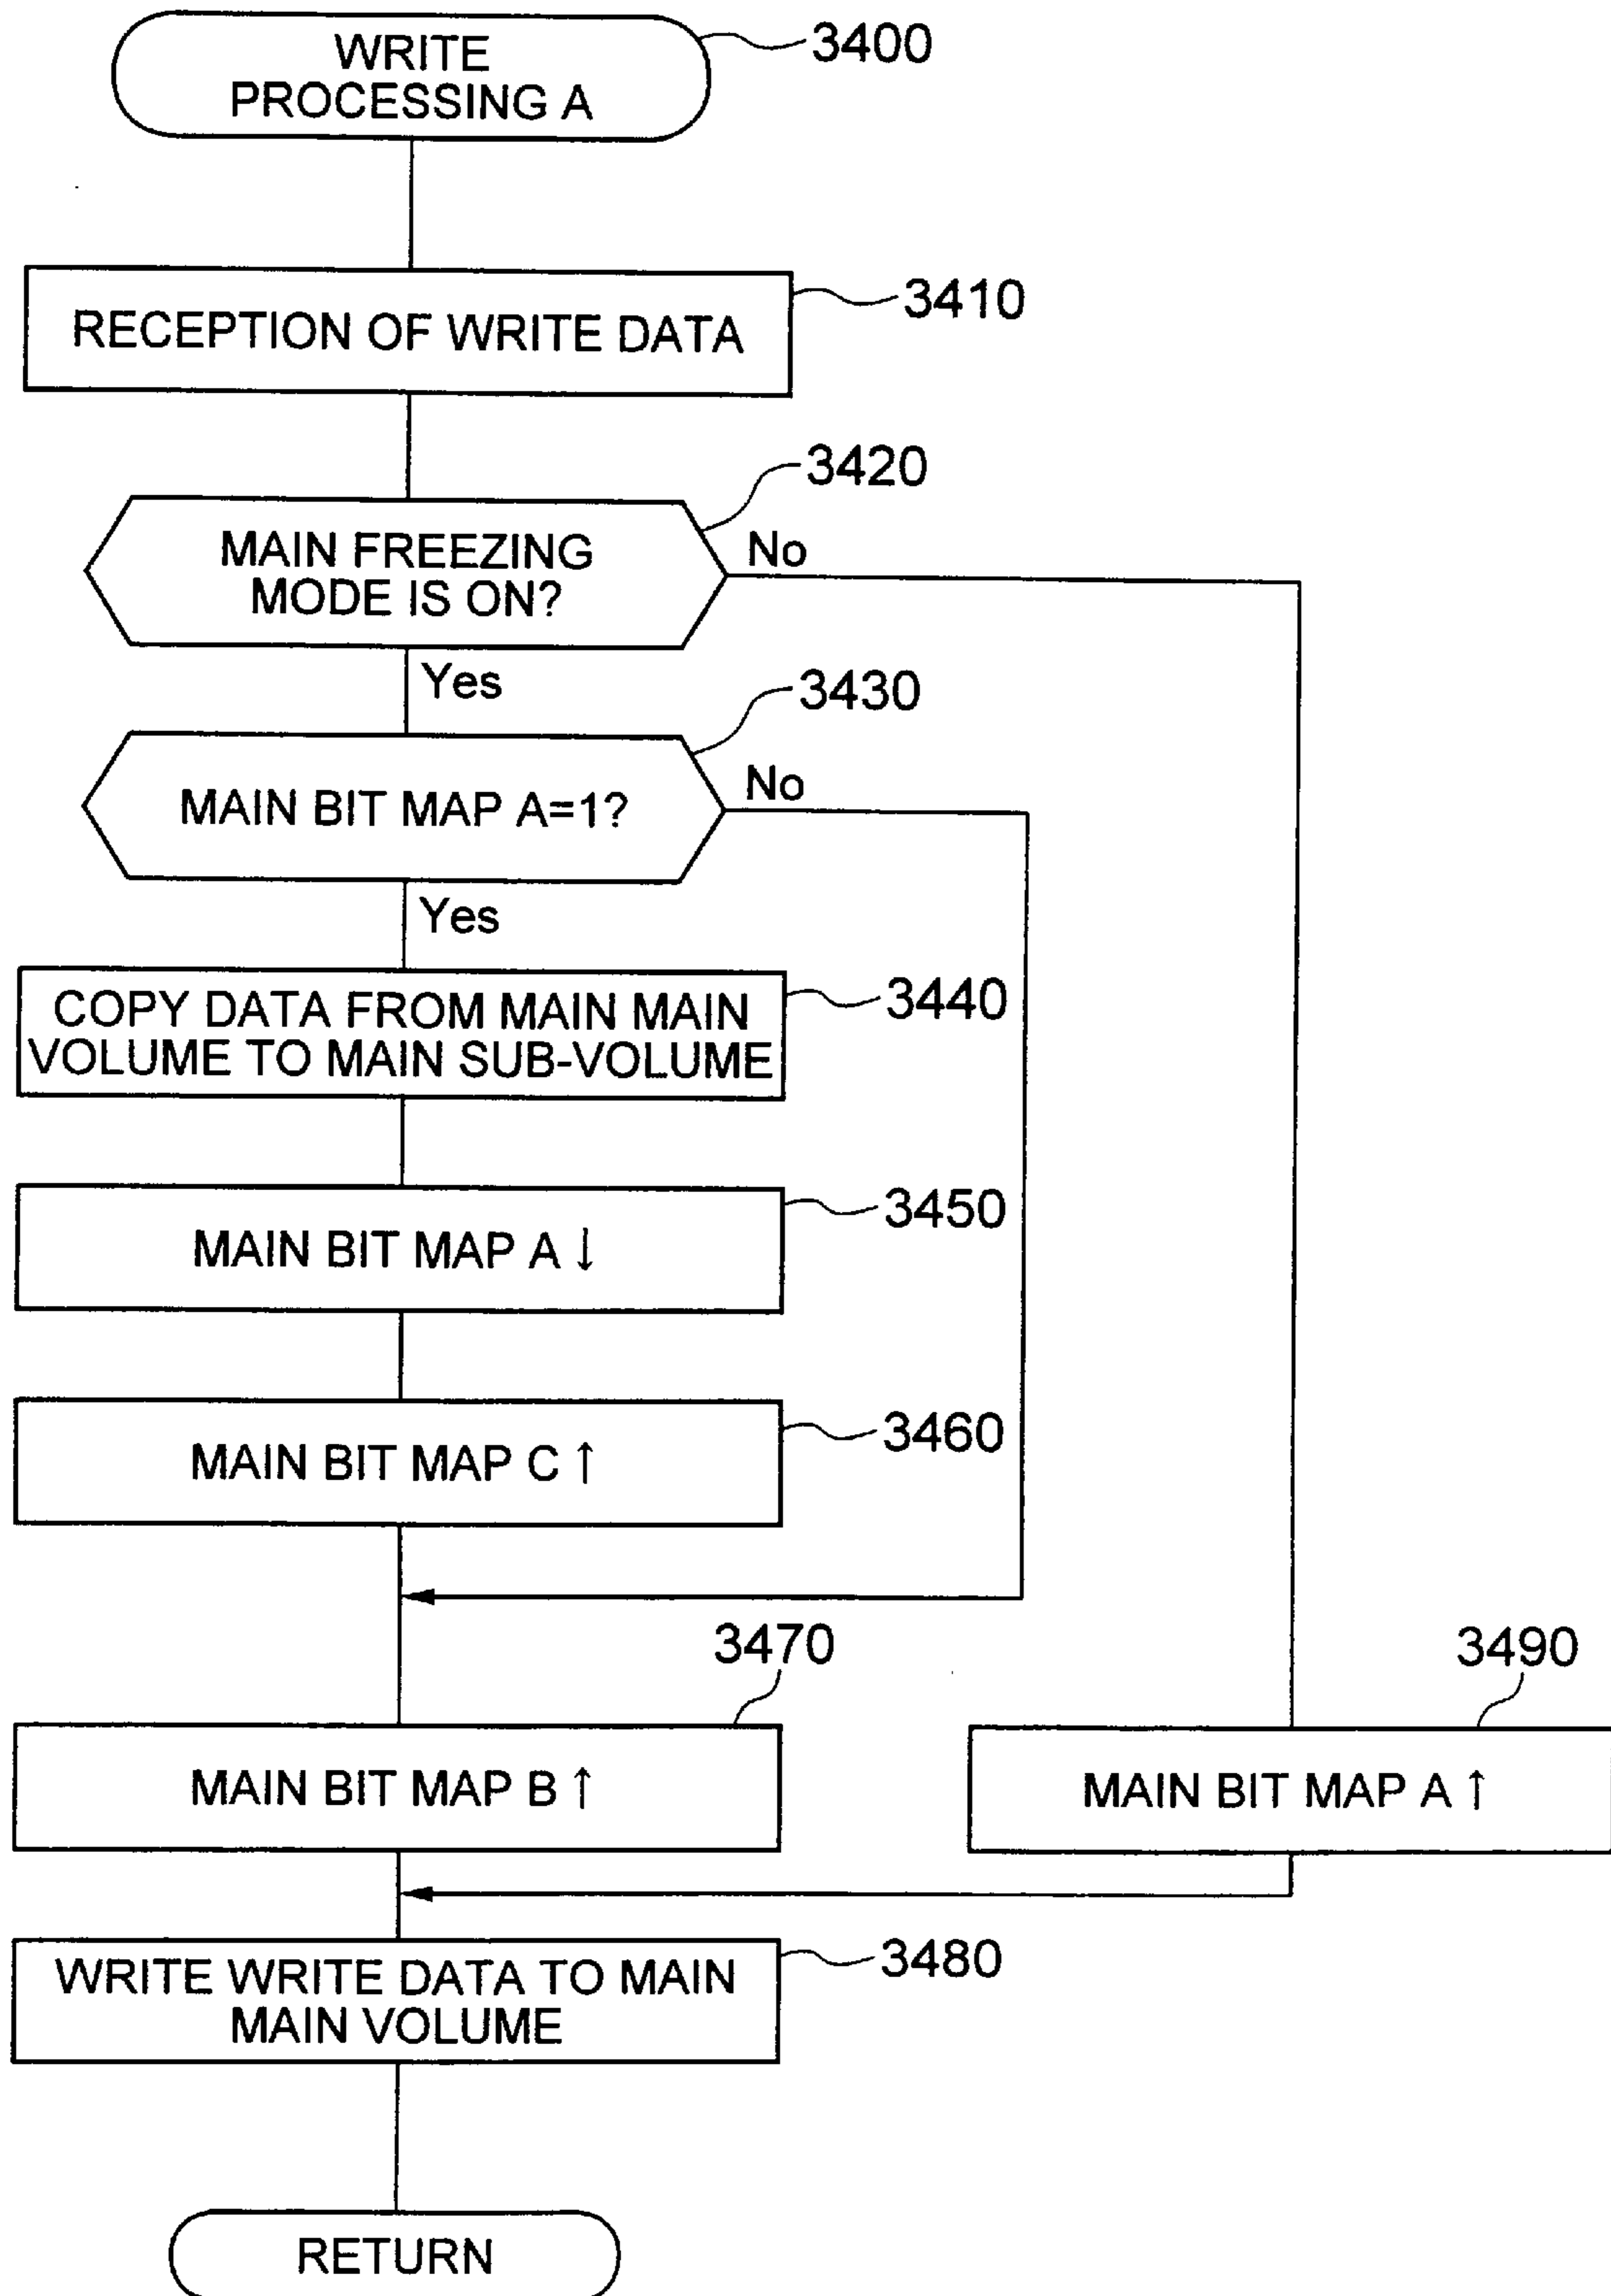 WRITE
PROCESSING A
3400
RECEPTION OF WRITE DATA
3410
3420
MAIN FREEZING
MODE IS ON?
No
Yes
3430
MAIN BIT MAP A=1?
No
Yes
COPY DATA FROM MAIN MAIN
VOLUME TO MAIN SUB-VOLUME
3440
MAIN BIT MAP A ↓
3450
MAIN BIT MAP C ↑
3460
3470
3490
MAIN BIT MAP B ↑
MAIN BIT MAP A ↑
WRITE WRITE DATA TO MAIN
MAIN VOLUME
3480
RETURN